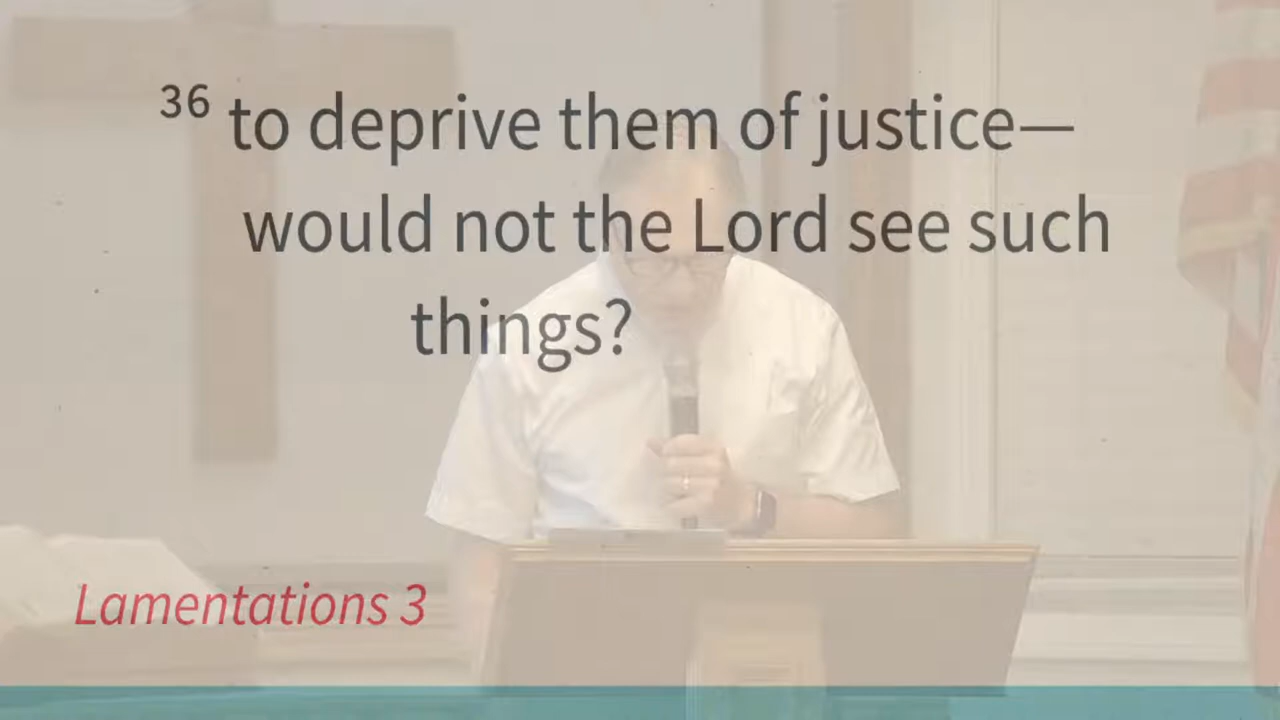 36 to deprive them of justice—
would not the Lord see such
things?
Lamentations 3